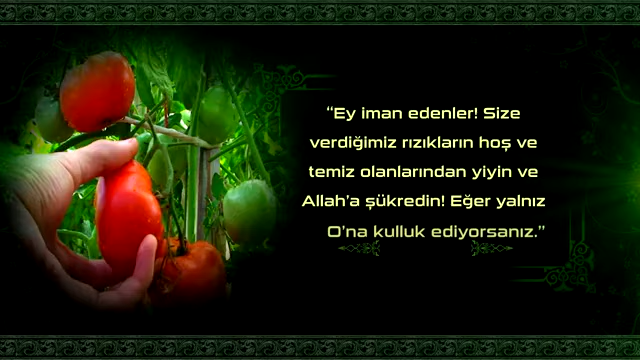 “Ey iman edenler! Size
verdiğimiz rızıkların hoş ve
temiz olanlarından yiyin ve
Allah’a şükredin! Eğer yalnız
O’na kulluk ediyorsanız.”